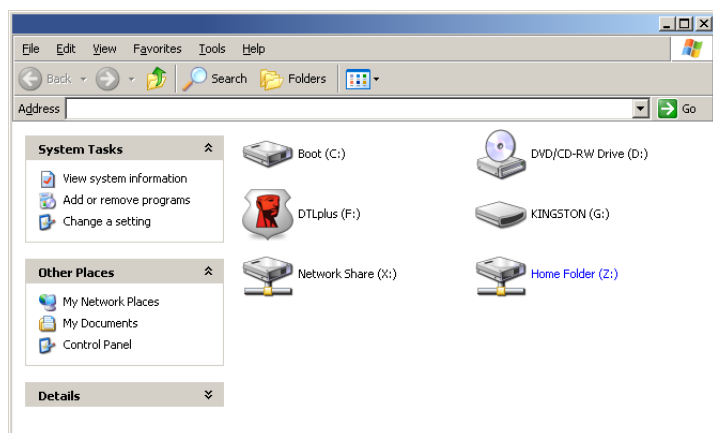 File Edit View Favorites Tools Help
Back Search Folders
Address Go
System Tasks
View system information
Add or remove programs
Change a setting
Other Places
My Network Places
My Documents
Control Panel
Details
Boot (C:) DVD/CD-RW Drive (D:)
DTLplus (F:) KINGSTON (G:)
Network Share (X:) Home Folder (Z:)